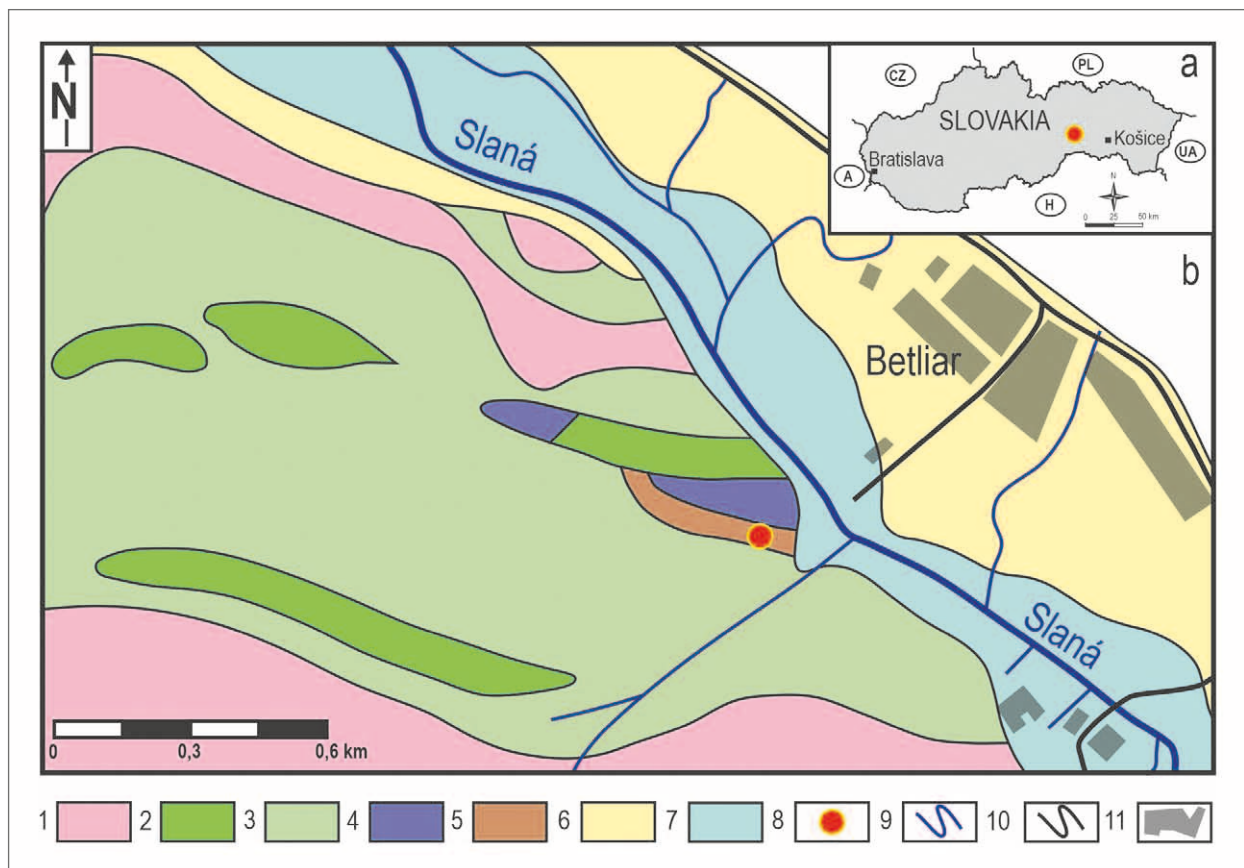 N
Slaná
a
CZ
PL
SLOVAKIA
Košice
UA
Bratislava
A
N
H
0 25 50 km
b
Betliar
Slaná
0 0,3 0,6 km
1 2 3 4 5 6 7 8 9 10 11